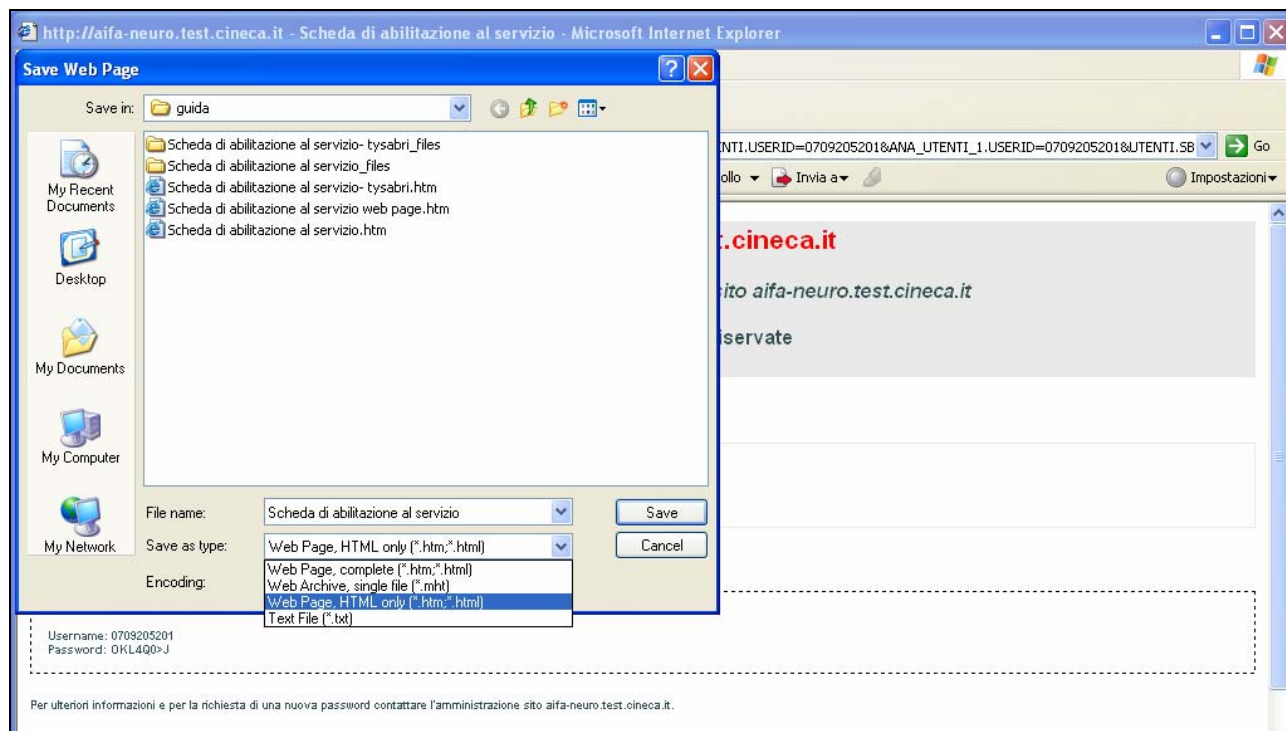 http://aifa-neuro.test.cineca.it - Scheda di abilitazione al servizio - Microsoft Internet Explorer
Save Web Page
Save in: guida
Scheda di abilitazione al servizio- tysabri_files
Scheda di abilitazione al servizio_files
Scheda di abilitazione al servizio- tysabri.htm
Scheda di abilitazione al servizio web page.htm
Scheda di abilitazione al servizio.htm
My Recent
Documents
Desktop
My Documents
My Computer
My Network
File name: Scheda di abilitazione al servizio Save
Save as type: Web Page, HTML only (*.htm;*.html) Cancel
Encoding:
Web Page, complete (*.htm;*.html)
Web Archive, single file (*.mht)
Web Page, HTML only (*.htm;*.html)
Text File (*.txt)
NTI.USERID=0709205201&ANA_UTENTI_1.USERID=0709205201&UTENTI.SB Go
ollo Invia a Impostazioni
.cineca.it
ito aifa-neuro.test.cineca.it
iservate
Username: 0709205201
Password: OKL4Q0>J
Per ulteriori informazioni e per la richiesta di una nuova password contattare l'amministrazione sito aifa-neuro.test.cineca.it.